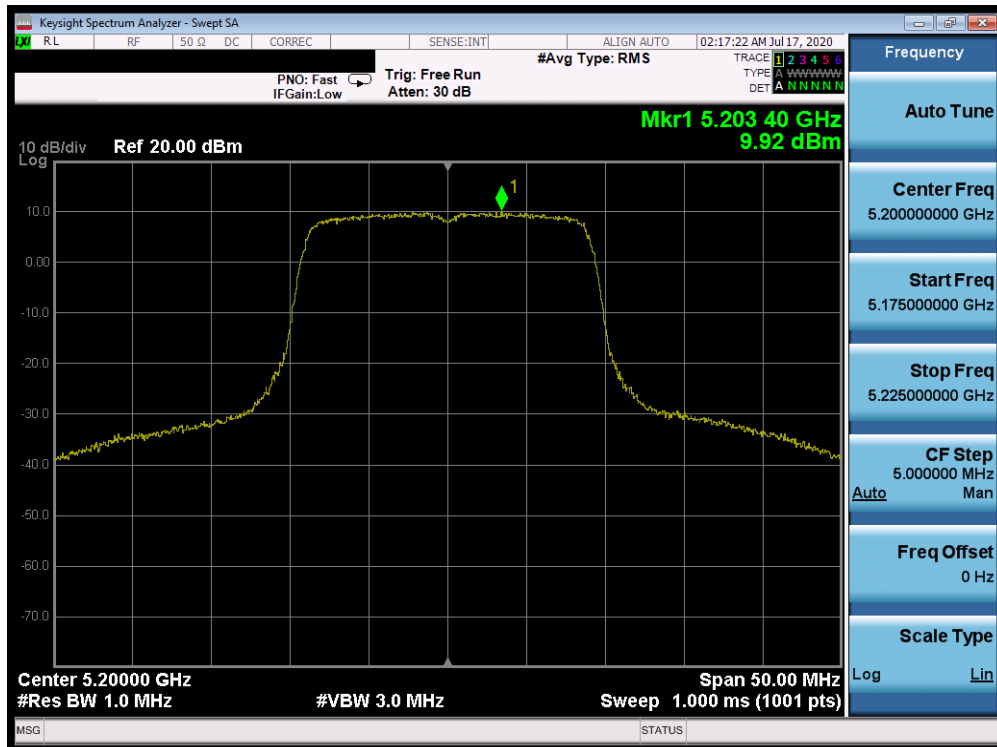 Keysight Spectrum Analyzer - Swept SA
LXI RL RF 50 Ω DC CORREC SENSE:INT ALIGN AUTO 02:17:22 AM Jul 17, 2020
#Avg Type: RMS
TRACE 1 2 3 4 5 6
TYPE A WWWWW
DET A N N N N N
PNO: Fast
IFGain:Low
Trig: Free Run
Atten: 30 dB
Mkr1 5.203 40 GHz
9.92 dBm
10 dB/div Ref 20.00 dBm
Log
1
10.0
0.00
-10.0
-20.0
-30.0
-40.0
-50.0
-60.0
-70.0
Center 5.20000 GHz Span 50.00 MHz
#Res BW 1.0 MHz #VBW 3.0 MHz Sweep 1.000 ms (1001 pts)
MSG STATUS
Frequency
Auto Tune
Center Freq
5.200000000 GHz
Start Freq
5.175000000 GHz
Stop Freq
5.225000000 GHz
CF Step
5.000000 MHz
Auto Man
Freq Offset
0 Hz
Scale Type
Log Lin